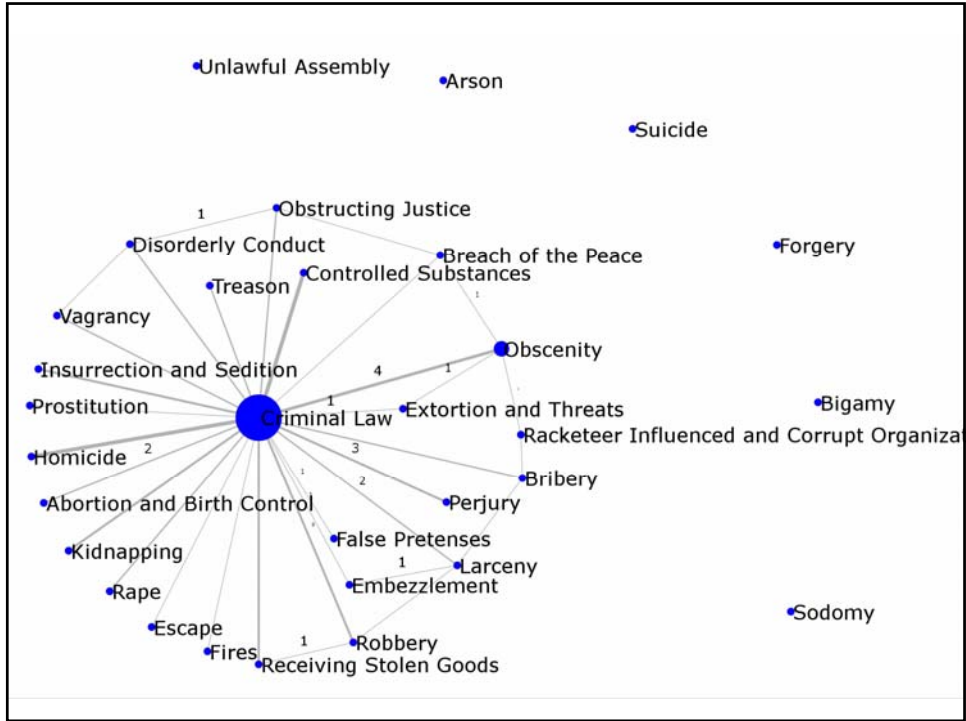 Unlawful Assembly
Arson
Suicide
Obstructing Justice
1
Disorderly Conduct
Forgery
Breach of the Peace
Controlled Substances
Treason
1
Vagrancy
Obscenity
Insurrection and Sedition
4
1
Prostitution
1
Extortion and Threats
Bigamy
Criminal Law
Racketeer Influenced and Corrupt Organizat
Homicide
2
3
1
2
Bribery
Abortion and Birth Control
Perjury
False Pretenses
Kidnapping
1
Larceny
Embezzlement
Rape
Sodomy
Escape
1
Robbery
Fires
Receiving Stolen Goods